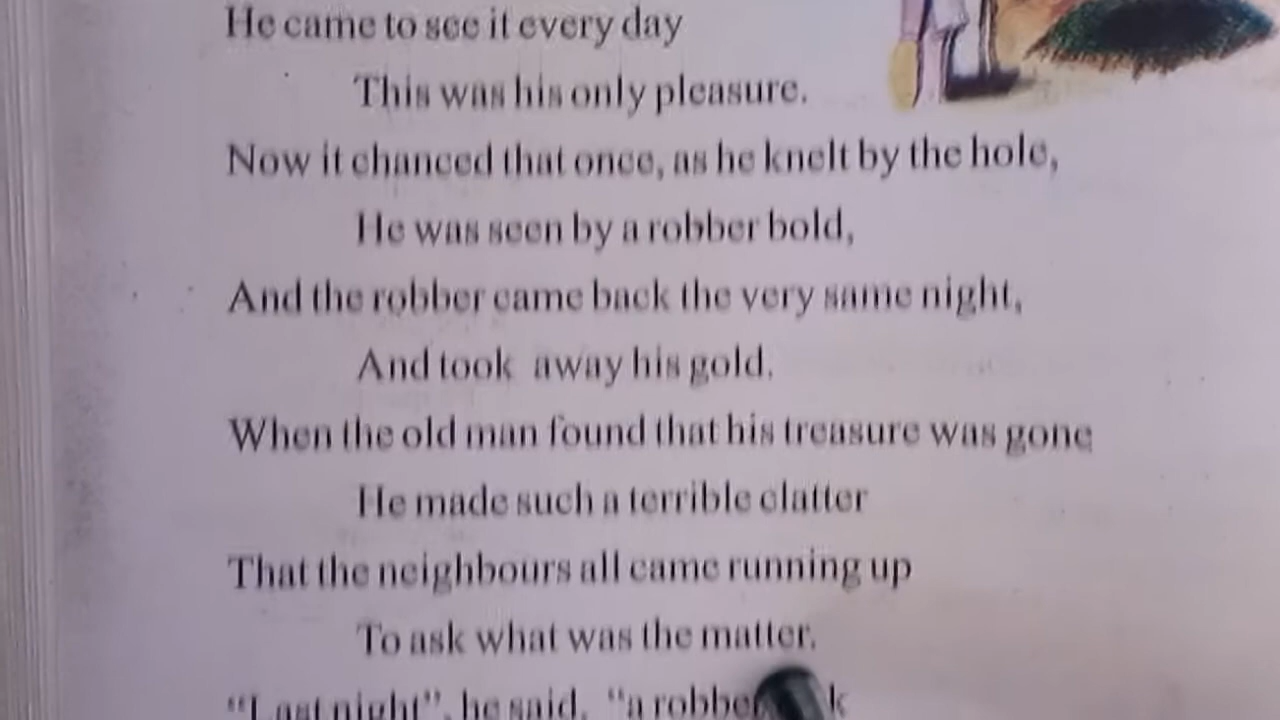 He came to see it every day
This was his only pleasure.
Now it chanced that once, as he knelt by the hole,
He was seen by a robber bold,
And the robber came back the very same night,
And took away his gold.
When the old man found that his treasure was gone
He made such a terrible clatter
That the neighbours all came running up
To ask what was the matter.
“Last night”, he said, “a robber